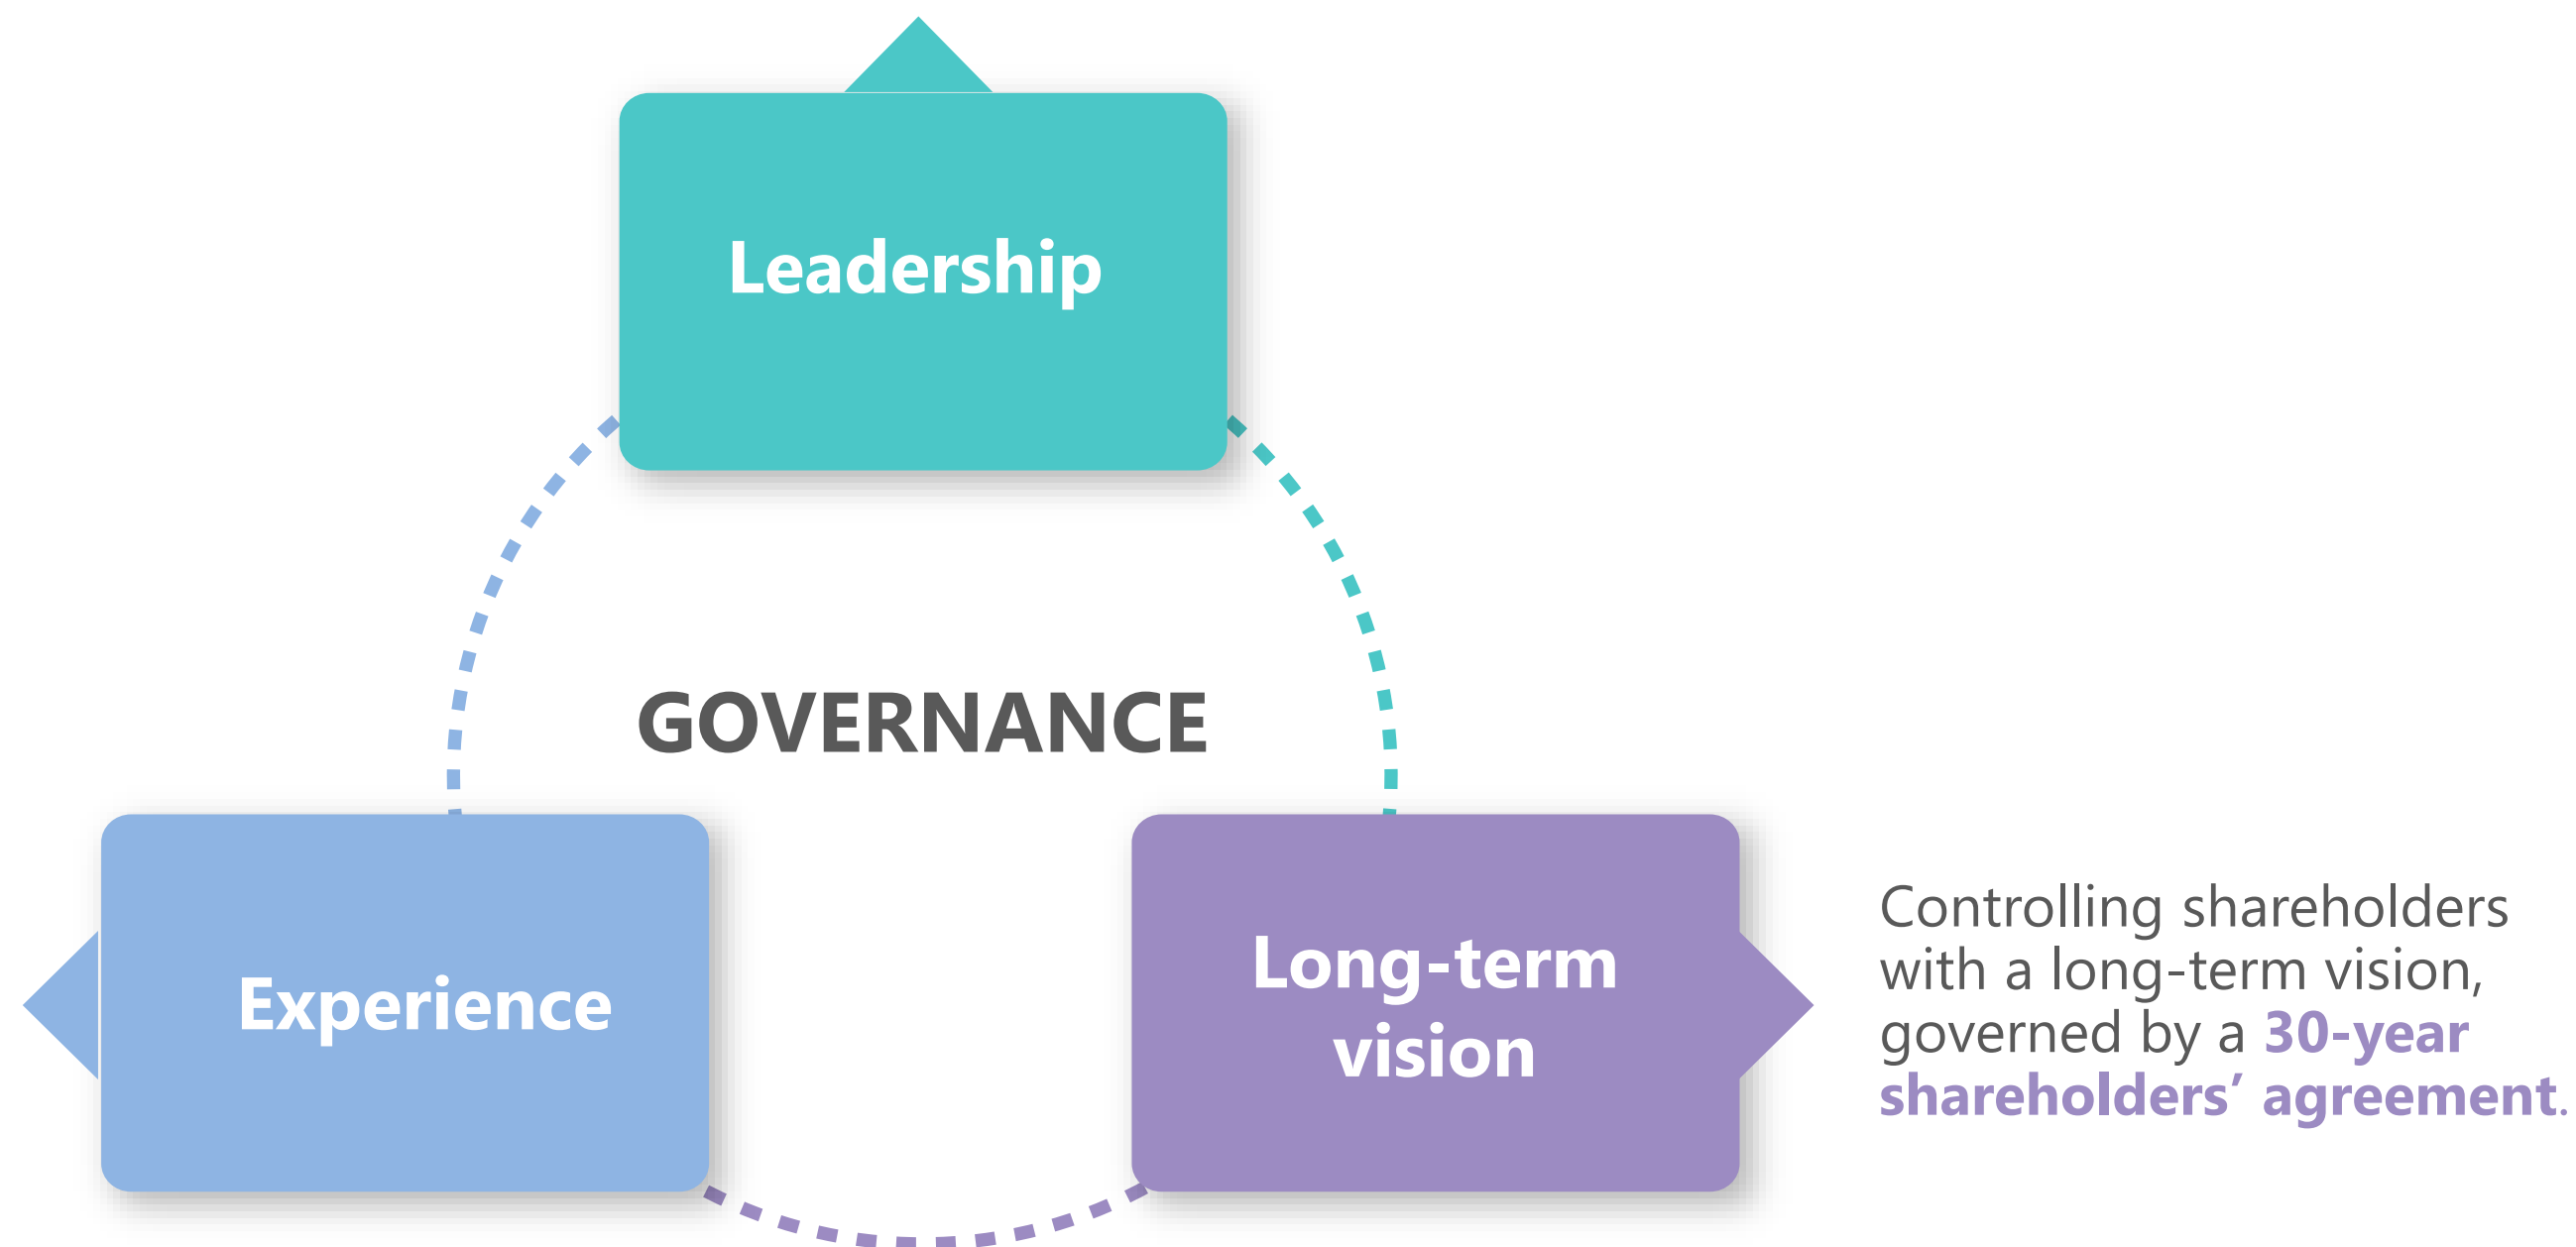 Leadership
GOVERNANCE
Experience
Long-term
vision
Controlling shareholders
with a long-term vision,
governed by a 30-year
shareholders’ agreement.